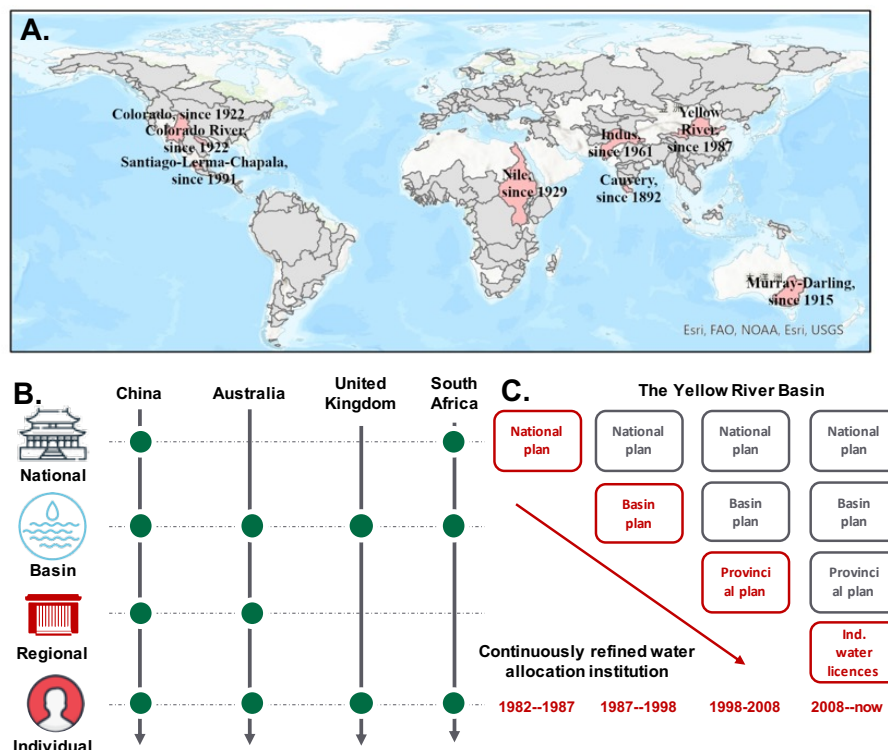 A.
Colorado, since 1922
Colorado River,
since 1922
Santiago-Lerma-Chapala,
since 1991
Nile,
since 1929
Indus,
since 1961
Cauvery,
since 1892
Yellow
River,
since 1987
Murray-Darling,
since 1915
Esri, FAO, NOAA, Esri, USGS
B.
China
Australia
United
Kingdom
South
Africa
National
Basin
Regional
Individual
C.
The Yellow River Basin
National
plan
National
plan
National
plan
National
plan
Basin
plan
Basin
plan
Basin
plan
Provinci
al plan
Provinci
al plan
Ind.
water
licences
Continuously refined water
allocation institution
1982--1987
1987--1998
1998-2008
2008--now